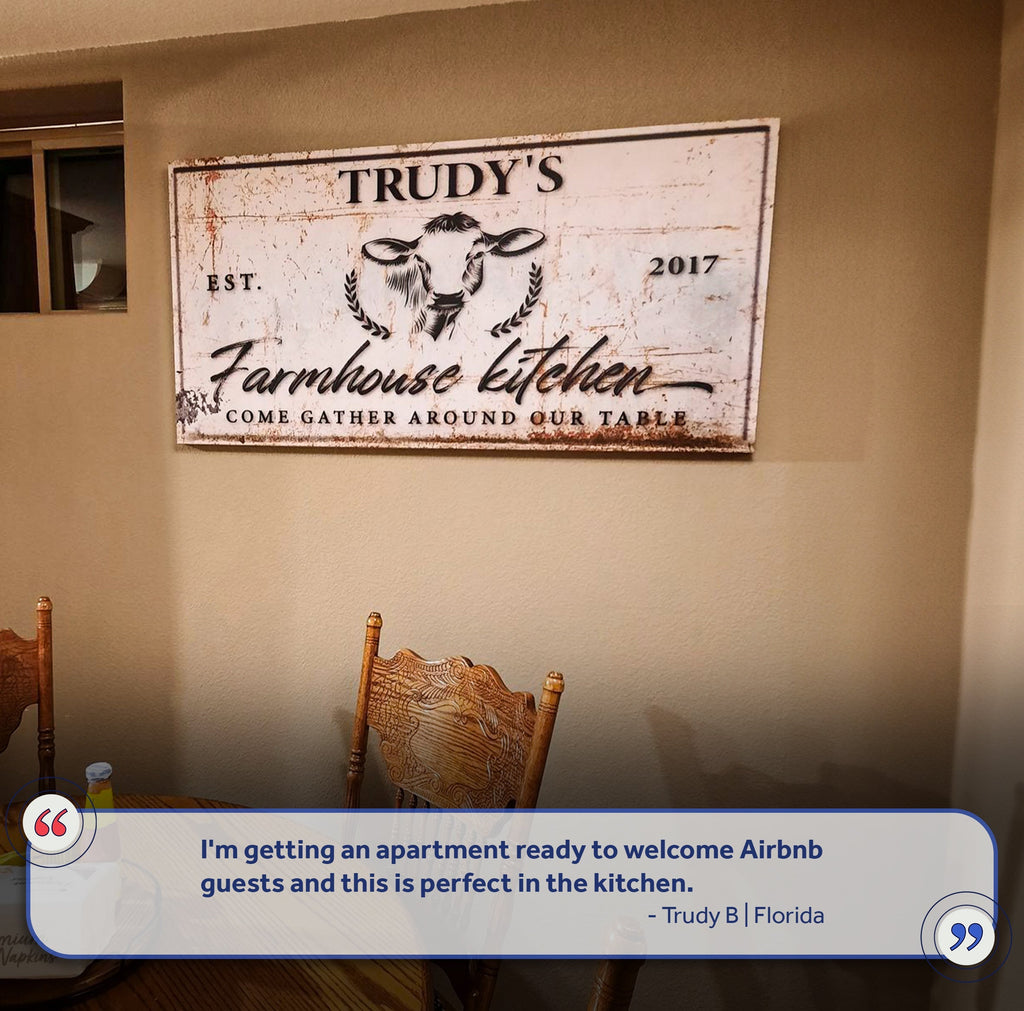 TRUDY'S
EST.
2017
Farmhouse kitchen
COME GATHER AROUND OUR TABLE
I'm getting an apartment ready to welcome Airbnb
guests and this is perfect in the kitchen.
- Trudy B | Florida
Napkins